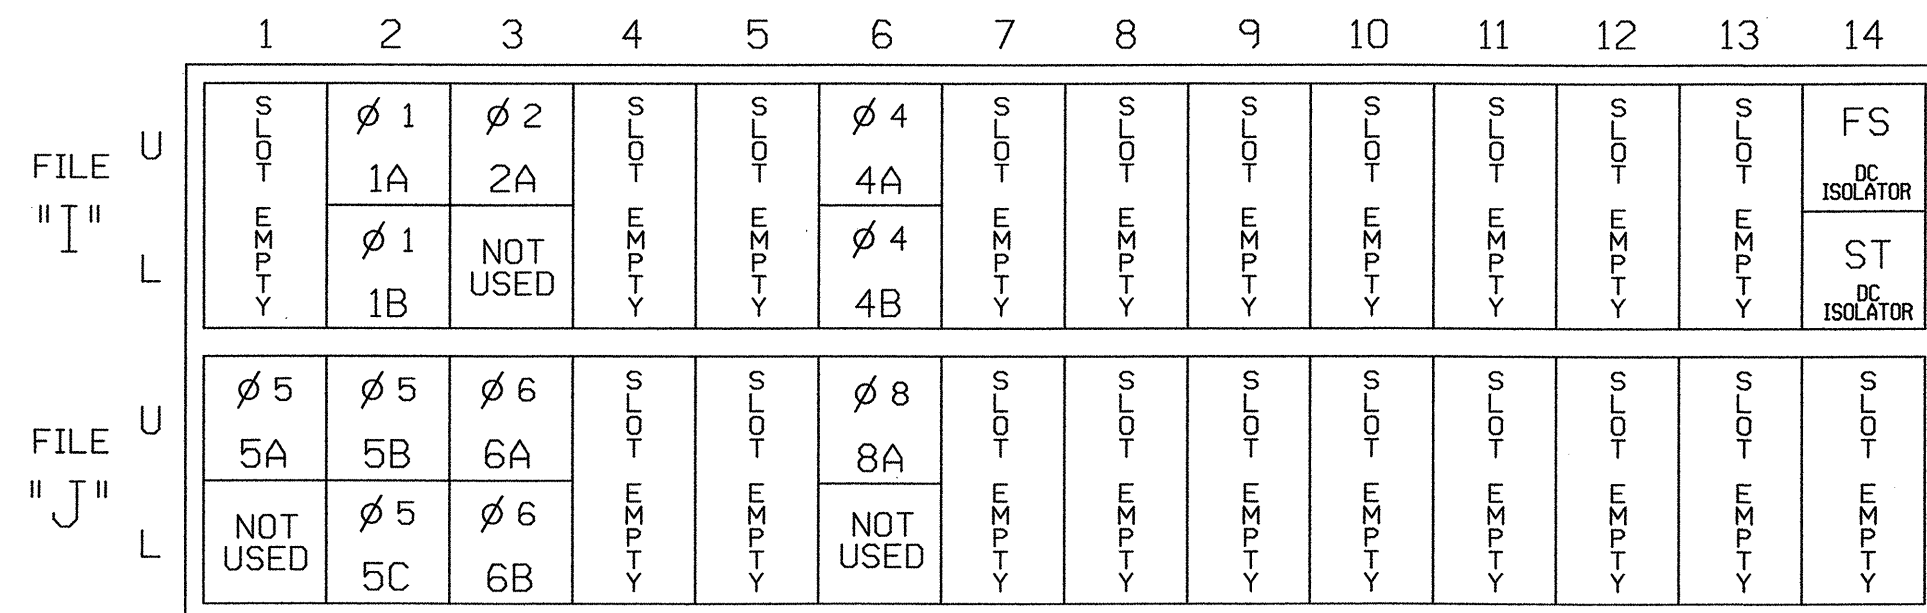 1 2 3 4 5 6 7 8 9 10 11 12 13 14
FILE "I"
U
L
SLOT EMPTY
Ø 1
1A
Ø 1
1B
Ø 2
2A
NOT USED
SLOT EMPTY
SLOT EMPTY
Ø 4
4A
Ø 4
4B
SLOT EMPTY
SLOT EMPTY
SLOT EMPTY
SLOT EMPTY
SLOT EMPTY
SLOT EMPTY
SLOT EMPTY
FS
DC
ISOLATOR
ST
DC
ISOLATOR
FILE "J"
U
L
Ø 5
5A
NOT USED
Ø 5
5B
Ø 5
5C
Ø 6
6A
Ø 6
6B
SLOT EMPTY
SLOT EMPTY
Ø 8
8A
NOT USED
SLOT EMPTY
SLOT EMPTY
SLOT EMPTY
SLOT EMPTY
SLOT EMPTY
SLOT EMPTY
SLOT EMPTY
SLOT EMPTY